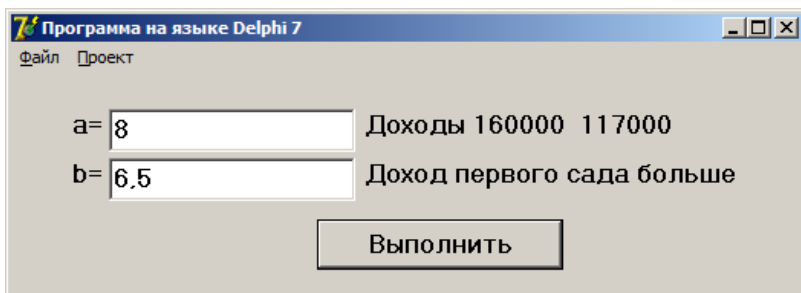 Программа на языке Delphi 7
Файл Проект
a= 8 Доходы 160000 117000
b= 6,5 Доход первого сада больше
Выполнить